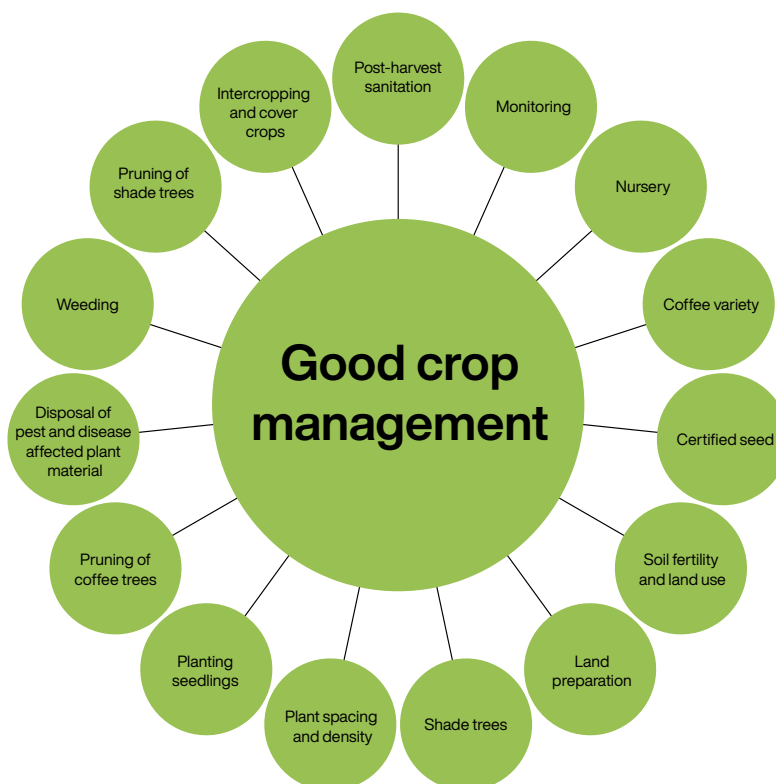 Post-harvest
sanitation
Monitoring
Nursery
Coffee variety
Certified seed
Soil fertility
and land use
Land
preparation
Shade trees
Plant spacing
and density
Planting
seedlings
Pruning of
coffee trees
Disposal of
pest and disease
affected plant
material
Weeding
Pruning of
shade trees
Intercropping
and cover
crops
Good crop
management